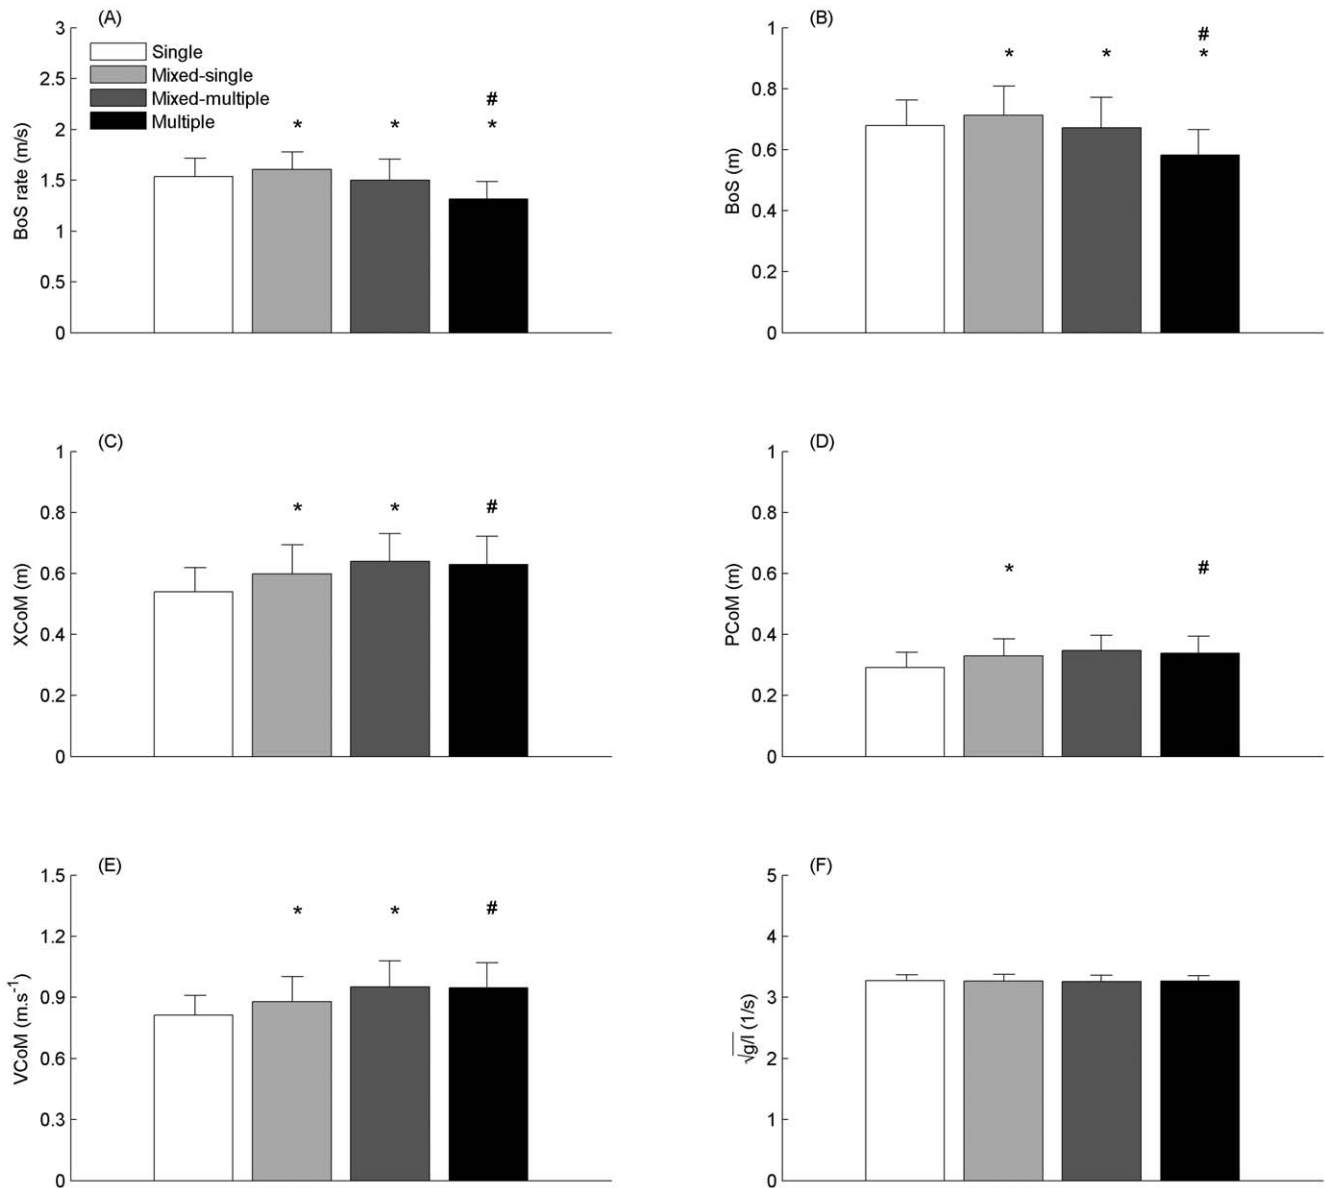 (A)
3
2.5
2
1.5
1
0.5
0
BoS rate (m/s)
Single
Mixed-single
Mixed-multiple
Multiple
* * # *
(B)
1
0.8
0.6
0.4
0.2
0
BoS (m)
* * # *
(C)
1
0.8
0.6
0.4
0.2
0
XCoM (m)
* * #
(D)
1
0.8
0.6
0.4
0.2
0
PCoM (m)
* #
(E)
1.5
1.2
0.9
0.6
0.3
0
VCoM (m.s⁻¹)
* * #
(F)
5
4
3
2
1
0
√g/l (1/s)